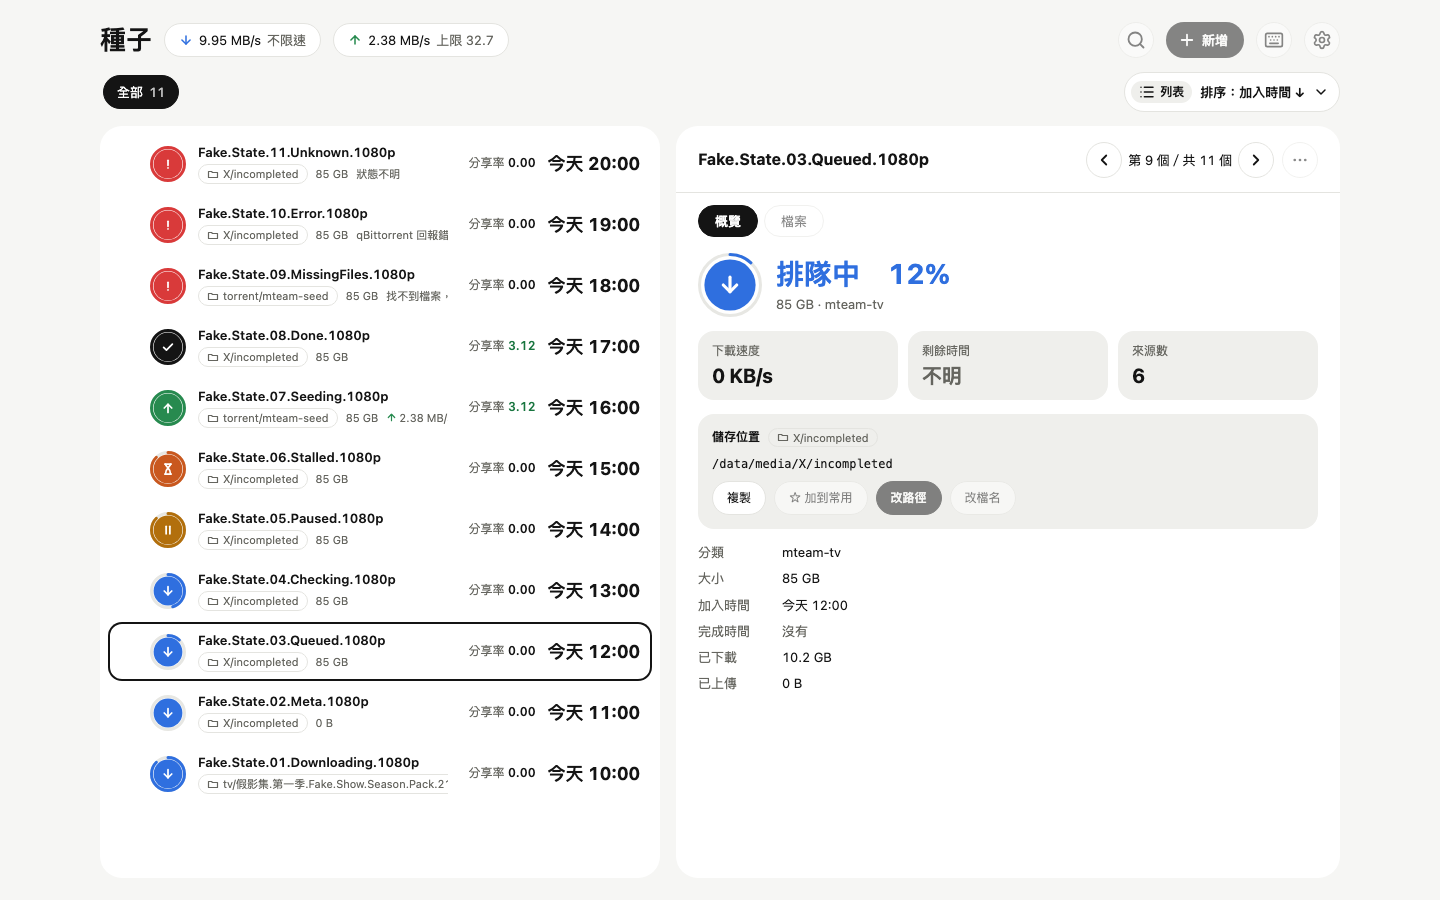 種子 9.95 MB/s 不限速 2.38 MB/s 上限 32.7 新增
全部 11
列表 排序：加入時間
Fake.State.11.Unknown.1080p
X/incompleted 85 GB 狀態不明
分享率 0.00 今天 20:00
Fake.State.10.Error.1080p
X/incompleted 85 GB qBittorrent 回報錯
分享率 0.00 今天 19:00
Fake.State.09.MissingFiles.1080p
torrent/mteam-seed 85 GB 找不到檔案，
分享率 0.00 今天 18:00
Fake.State.08.Done.1080p
X/incompleted 85 GB
分享率 3.12 今天 17:00
Fake.State.07.Seeding.1080p
torrent/mteam-seed 85 GB 2.38 MB/
分享率 3.12 今天 16:00
Fake.State.06.Stalled.1080p
X/incompleted 85 GB
分享率 0.00 今天 15:00
Fake.State.05.Paused.1080p
X/incompleted 85 GB
分享率 0.00 今天 14:00
Fake.State.04.Checking.1080p
X/incompleted 85 GB
分享率 0.00 今天 13:00
Fake.State.03.Queued.1080p
X/incompleted 85 GB
分享率 0.00 今天 12:00
Fake.State.02.Meta.1080p
X/incompleted 0 B
分享率 0.00 今天 11:00
Fake.State.01.Downloading.1080p
tv/假影集.第一季.Fake.Show.Season.Pack.
分享率 0.00 今天 10:00
Fake.State.03.Queued.1080p 第 9 個 / 共 11 個
概覽 檔案
排隊中 12%
85 GB · mteam-tv
下載速度
0 KB/s
剩餘時間
不明
來源數
6
儲存位置 X/incompleted
/data/media/X/incompleted
複製 加到常用 改路徑 改檔名
分類 mteam-tv
大小 85 GB
加入時間 今天 12:00
完成時間 沒有
已下載 10.2 GB
已上傳 0 B